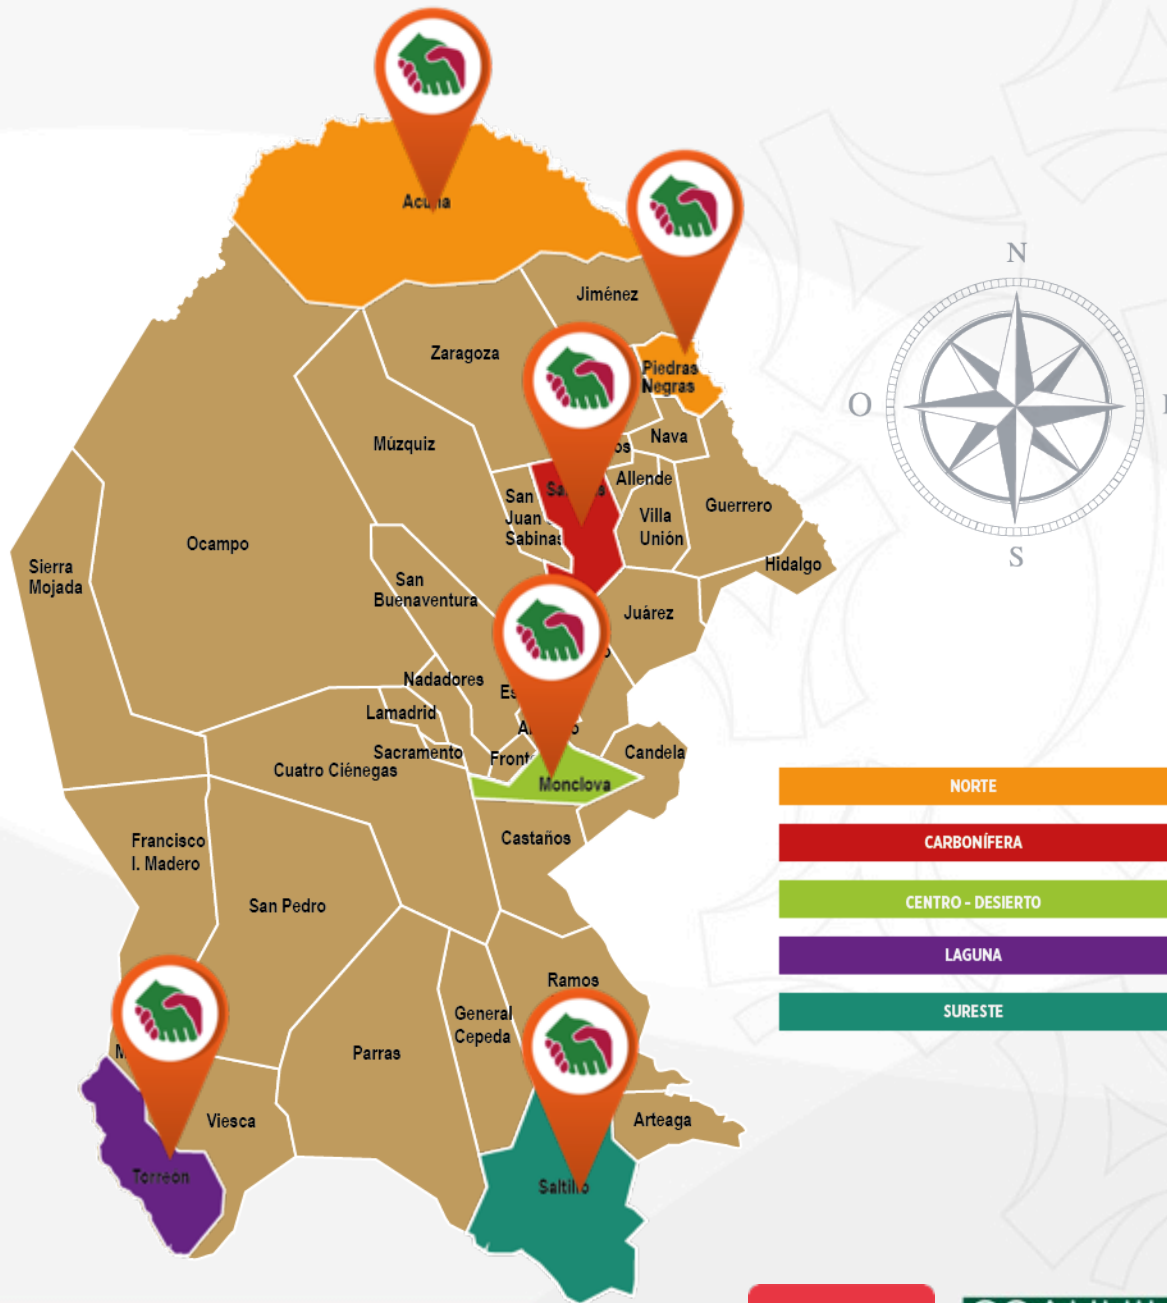 Acuña
Jiménez
Zaragoza
Piedras
Negras
Múzquiz
Nava
Allende
San
Juan
Sabinas
Guerrero
Villa
Unión
Ocampo
Sierra
Mojada
Hidalgo
San
Buenaventura
Juárez
Nadadores
Lamadrid
Sacramento
Candela
Cuatro Ciénegas
Monclova
Castaños
Francisco
I. Madero
San Pedro
Ramos
General
Cepeda
Parras
Viesca
Arteaga
Torreón
Saltillo
N
O
S
NORTE
CARBONÍFERA
CENTRO - DESIERTO
LAGUNA
SURESTE